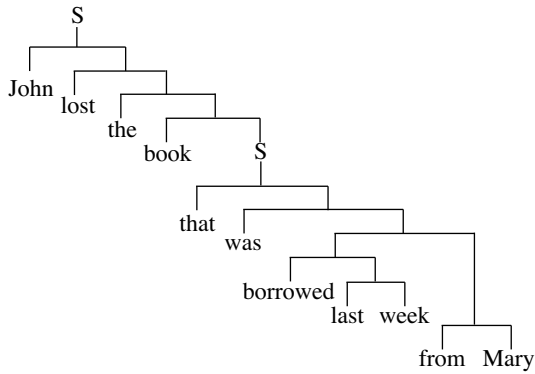 S
John
lost
the
book
S
that
was
borrowed
last week
from Mary